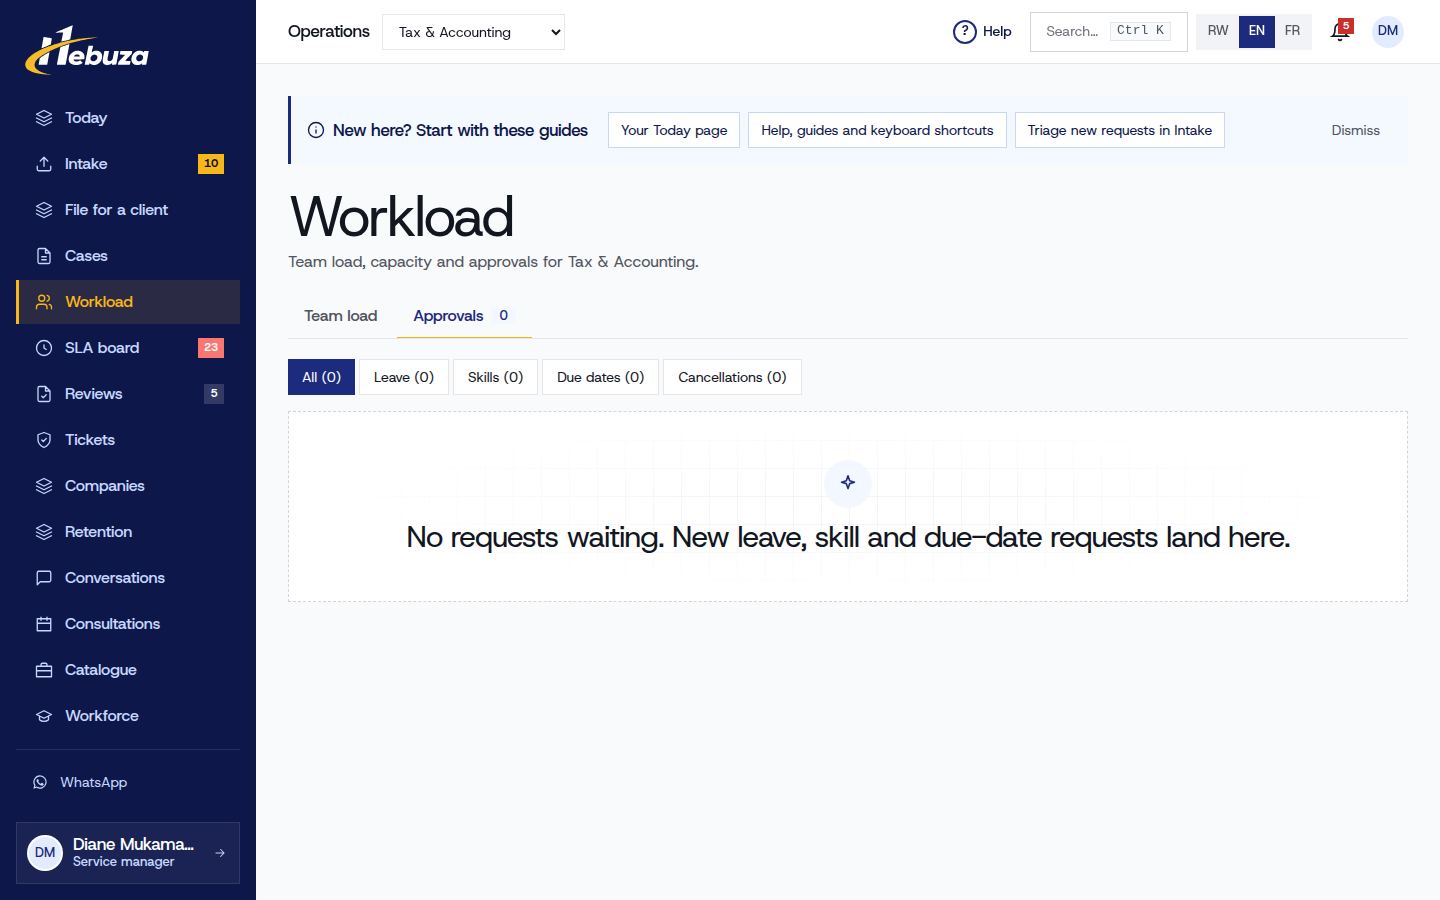 Hebuza
Today
Intake 10
File for a client
Cases
Workload
SLA board 23
Reviews 5
Tickets
Companies
Retention
Conversations
Consultations
Catalogue
Workforce
WhatsApp
DM Diane Mukama...
Service manager
Operations Tax & Accounting ? Help Search... Ctrl K RW EN FR 5 DM
New here? Start with these guides Your Today page Help, guides and keyboard shortcuts Triage new requests in Intake Dismiss
Workload
Team load, capacity and approvals for Tax & Accounting.
Team load Approvals 0
All (0) Leave (0) Skills (0) Due dates (0) Cancellations (0)
No requests waiting. New leave, skill and due-date requests land here.